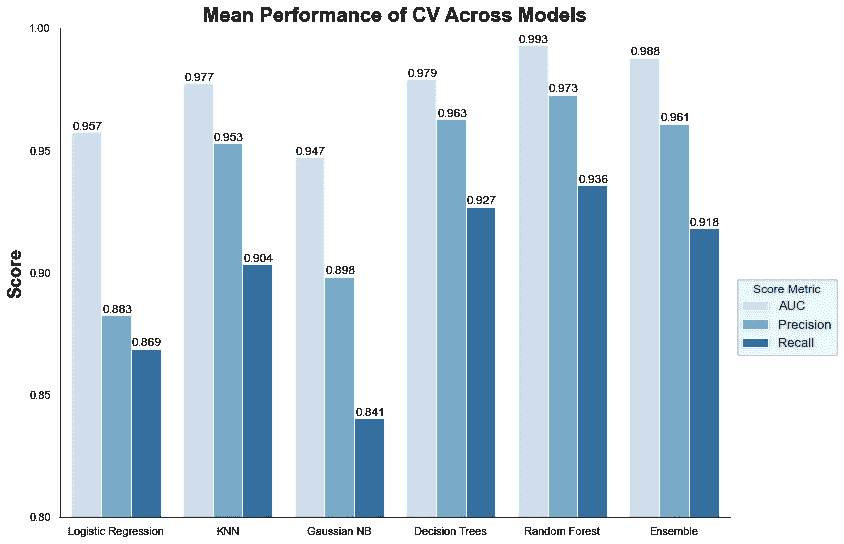 Mean Performance of CV Across Models
Score
1.00
0.95
0.90
0.85
0.80
0.957
0.883
0.869
0.977
0.953
0.904
0.947
0.898
0.841
0.979
0.963
0.927
0.993
0.973
0.936
0.988
0.961
0.918
Logistic Regression
KNN
Gaussian NB
Decision Trees
Random Forest
Ensemble
Score Metric
AUC
Precision
Recall